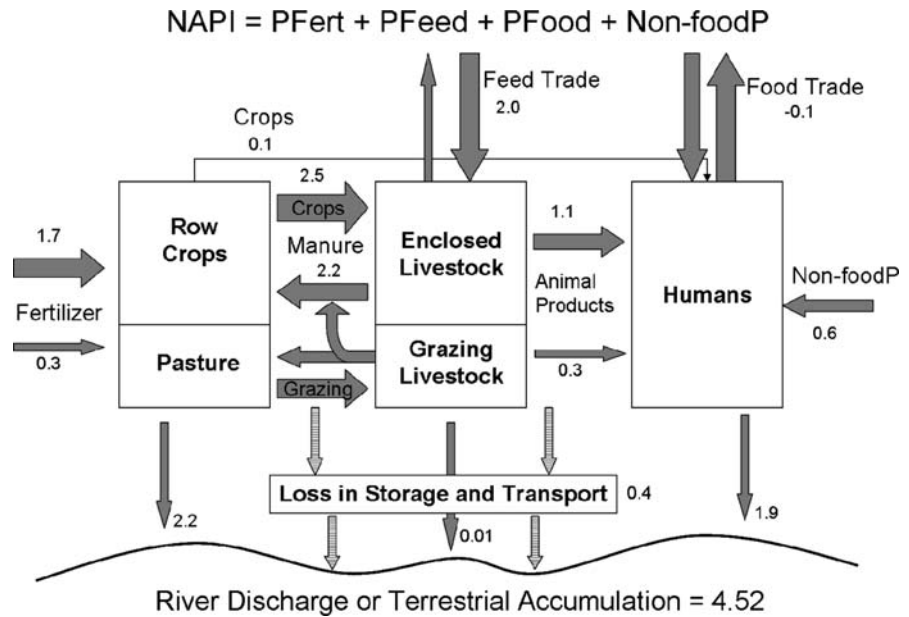 NAPI = PFert + PFeed + PFood + Non-foodP
Feed Trade
2.0
Food Trade
-0.1
Crops
0.1
2.5
Crops
1.7
Row
Crops
Manure
2.2
Enclosed
Livestock
1.1
Animal
Products
Humans
Non-foodP
0.6
Fertilizer
0.3
Pasture
Grazing
Grazing
Livestock
0.3
Loss in Storage and Transport
0.4
2.2
0.01
1.9
River Discharge or Terrestrial Accumulation = 4.52